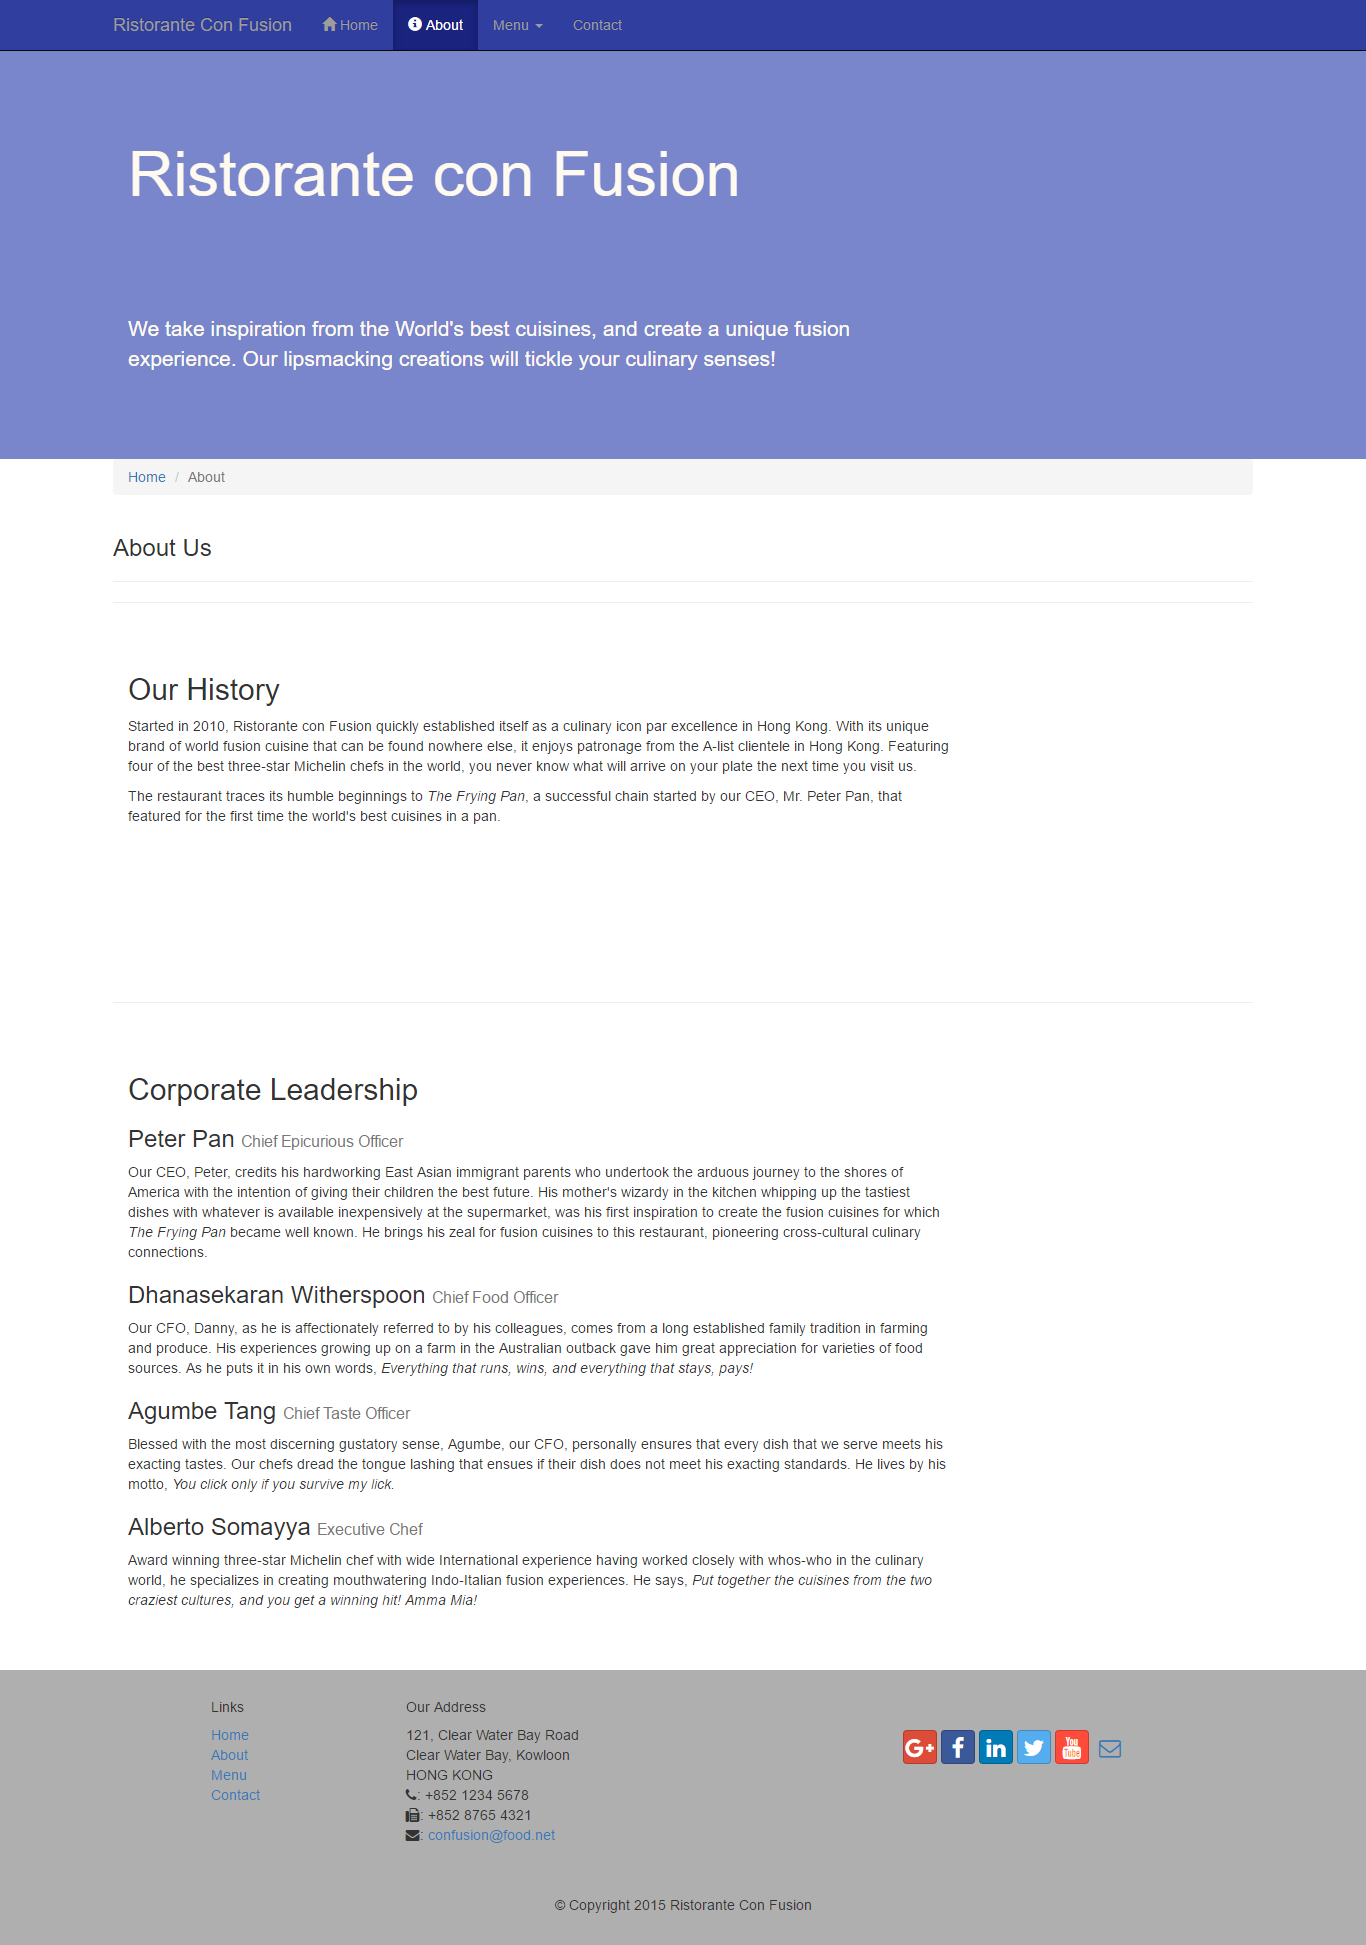 Ristorante Con Fusion Home About Menu Contact
Ristorante con Fusion
We take inspiration from the World's best cuisines, and create a unique fusion
experience. Our lipsmacking creations will tickle your culinary senses!
Home / About
About Us
Our History
Started in 2010, Ristorante con Fusion quickly established itself as a culinary icon par excellence in Hong Kong. With its unique
brand of world fusion cuisine that can be found nowhere else, it enjoys patronage from the A-list clientele in Hong Kong. Featuring
four of the best three-star Michelin chefs in the world, you never know what will arrive on your plate the next time you visit us.
The restaurant traces its humble beginnings to The Frying Pan, a successful chain started by our CEO, Mr. Peter Pan, that
featured for the first time the world's best cuisines in a pan.
Corporate Leadership
Peter Pan Chief Epicurious Officer
Our CEO, Peter, credits his hardworking East Asian immigrant parents who undertook the arduous journey to the shores of
America with the intention of giving their children the best future. His mother's wizardy in the kitchen whipping up the tastiest
dishes with whatever is available inexpensively at the supermarket, was his first inspiration to create the fusion cuisines for which
The Frying Pan became well known. He brings his zeal for fusion cuisines to this restaurant, pioneering cross-cultural culinary
connections.
Dhanasekaran Witherspoon Chief Food Officer
Our CFO, Danny, as he is affectionately referred to by his colleagues, comes from a long established family tradition in farming
and produce. His experiences growing up on a farm in the Australian outback gave him great appreciation for varieties of food
sources. As he puts it in his own words, Everything that runs, wins, and everything that stays, pays!
Agumbe Tang Chief Taste Officer
Blessed with the most discerning gustatory sense, Agumbe, our CFO, personally ensures that every dish that we serve meets his
exacting tastes. Our chefs dread the tongue lashing that ensues if their dish does not meet his exacting standards. He lives by his
motto, You click only if you survive my lick.
Alberto Somayya Executive Chef
Award winning three-star Michelin chef with wide International experience having worked closely with whos-who in the culinary
world, he specializes in creating mouthwatering Indo-Italian fusion experiences. He says, Put together the cuisines from the two
craziest cultures, and you get a winning hit! Amma Mia!
Links
Home
About
Menu
Contact
Our Address
121, Clear Water Bay Road
Clear Water Bay, Kowloon
HONG KONG
: +852 1234 5678
: +852 8765 4321
: confusion@food.net
G+ f in You Tube
© Copyright 2015 Ristorante Con Fusion